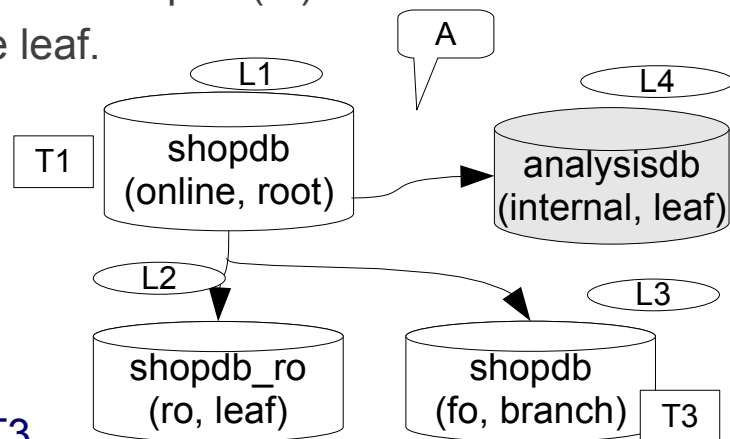 e leaf.
A
L1
L4
T1
shopdb
(online, root)
analysisdb
(internal, leaf)
L2
L3
shopdb_ro
(ro, leaf)
shopdb
(fo, branch)
T3
T3